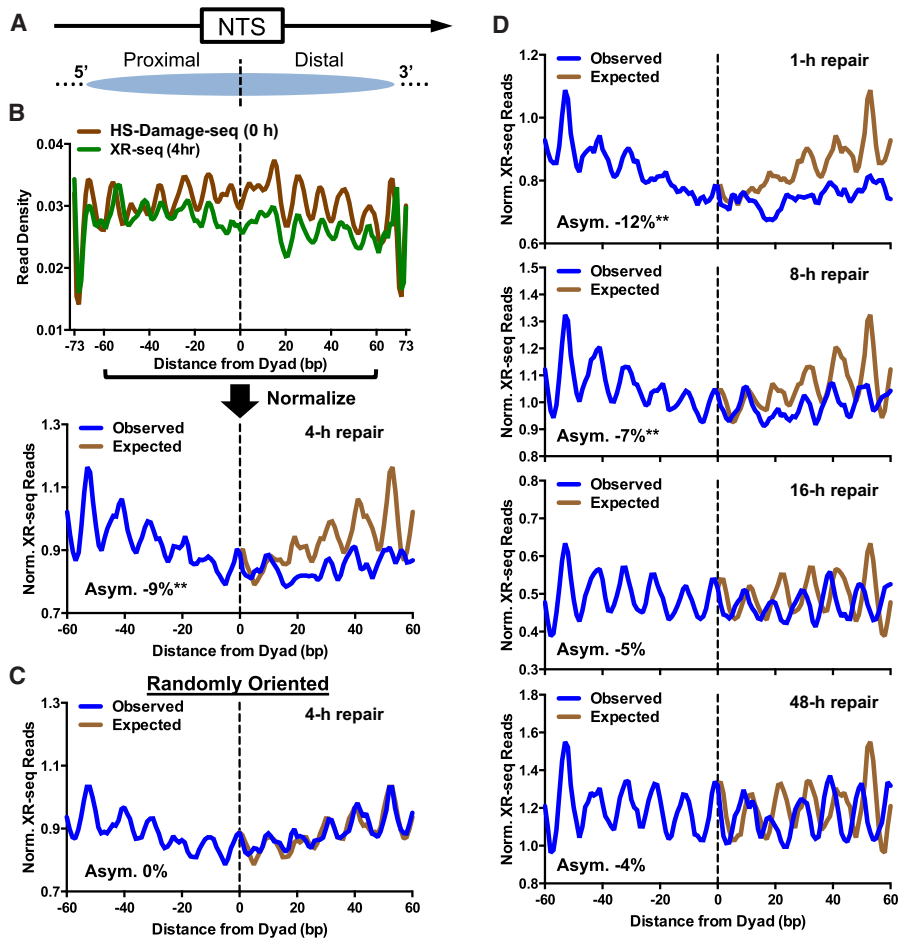 A
NTS
Proximal
Distal
5’
3’
B
HS-Damage-seq (0 h)
XR-seq (4hr)
0.04
0.03
0.02
0.01
Read Density
-73 -60 -40 -20 0 20 40 60 73
Distance from Dyad (bp)
Normalize
Observed
Expected
4-h repair
1.3
1.1
0.9
0.7
Norm. XR-seq Reads
Asym. -9%**
-60 -40 -20 0 20 40 60
Distance from Dyad (bp)
C
Randomly Oriented
Observed
Expected
4-h repair
1.3
1.1
0.9
0.7
Norm. XR-seq Reads
Asym. 0%
-60 -40 -20 0 20 40 60
Distance from Dyad (bp)
D
Observed
Expected
1-h repair
1.2
1.0
0.8
0.6
Norm. XR-seq Reads
Asym. -12%**
Observed
Expected
8-h repair
1.5
1.4
1.3
1.2
1.1
1.0
0.9
0.8
Norm. XR-seq Reads
Asym. -7%**
Observed
Expected
16-h repair
0.8
0.7
0.6
0.5
0.4
0.3
Norm. XR-seq Reads
Asym. -5%
Observed
Expected
48-h repair
1.8
1.6
1.4
1.2
1.0
0.8
Norm. XR-seq Reads
Asym. -4%
-60 -40 -20 0 20 40 60
Distance from Dyad (bp)